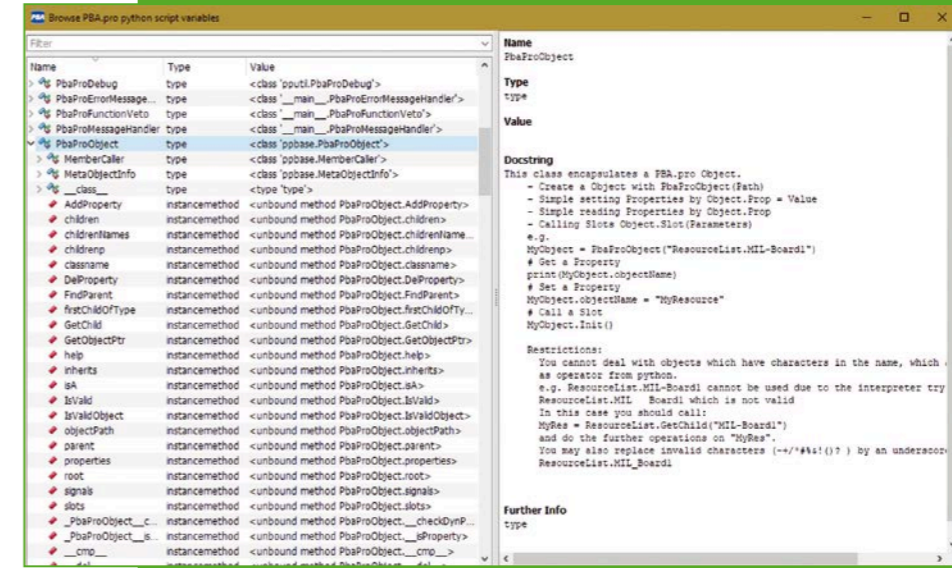 PBA Browse PBA.pro python script variables
Filter
Name Type Value
PbaProDebug type <class 'pputil.PbaProDebug'>
PbaProErrorMessage... type <class '__main__.PbaProErrorMessageHandler'>
PbaProFunctionVeto type <class '__main__.PbaProFunctionVeto'>
PbaProMessageHandler type <class '__main__.PbaProMessageHandler'>
PbaProObject type <class 'ppbase.PbaProObject'>
MemberCaller type <class 'ppbase.MemberCaller'>
MetaObjectInfo type <class 'ppbase.MetaObjectInfo'>
__class__ type <type 'type'>
AddProperty instancemethod <unbound method PbaProObject.AddProperty>
children instancemethod <unbound method PbaProObject.children>
childrenNames instancemethod <unbound method PbaProObject.childrenName...
childrenp instancemethod <unbound method PbaProObject.childrenp>
classname instancemethod <unbound method PbaProObject.classname>
DelProperty instancemethod <unbound method PbaProObject.DelProperty>
FindParent instancemethod <unbound method PbaProObject.FindParent>
firstChildOfType instancemethod <unbound method PbaProObject.firstChildOfTy...
GetChild instancemethod <unbound method PbaProObject.GetChild>
GetObjectPtr instancemethod <unbound method PbaProObject.GetObjectPtr>
help instancemethod <unbound method PbaProObject.help>
inherits instancemethod <unbound method PbaProObject.inherits>
isA instancemethod <unbound method PbaProObject.isA>
IsValid instancemethod <unbound method PbaProObject.IsValid>
IsValidObject instancemethod <unbound method PbaProObject.IsValidObject>
objectPath instancemethod <unbound method PbaProObject.objectPath>
parent instancemethod <unbound method PbaProObject.parent>
properties instancemethod <unbound method PbaProObject.properties>
root instancemethod <unbound method PbaProObject.root>
signals instancemethod <unbound method PbaProObject.signals>
slots instancemethod <unbound method PbaProObject.slots>
_PbaProObject__c... instancemethod <unbound method PbaProObject.__checkDynP...
_PbaProObject__is... instancemethod <unbound method PbaProObject.__isProperty>
__cmp__ instancemethod <unbound method PbaProObject.__cmp__>
Name
PbaProObject
Type
type
Value
Docstring
This class encapsulates a PBA.pro Object.
- Create a Object with PbaProObject(Path)
- Simple setting Properties by Object.Prop = Value
- Simple reading Properties by Object.Prop
- Calling Slots Object.Slot(Parameters)
e.g.
MyObject = PbaProObject("ResourceList.MIL-Board1")
# Get a Property
print(MyObject.objectName)
# Set a Property
MyObject.objectName = "MyResource"
# Call a Slot
MyObject.Init()
Restrictions:
You cannot deal with objects which have characters in the name, which
as operator from python.
e.g. ResourceList.MIL-Board1 cannot be used due to the interpreter try
ResourceList.MIL Board1 which is not valid
In this case you should call:
MyRes = ResourceList.GetChild("MIL-Board1")
and do the further operations on "MyRes".
You may also replace invalid characters (-+/*#%&!()? ) by an underscor
ResourceList.MIL_Board1
Further Info
type